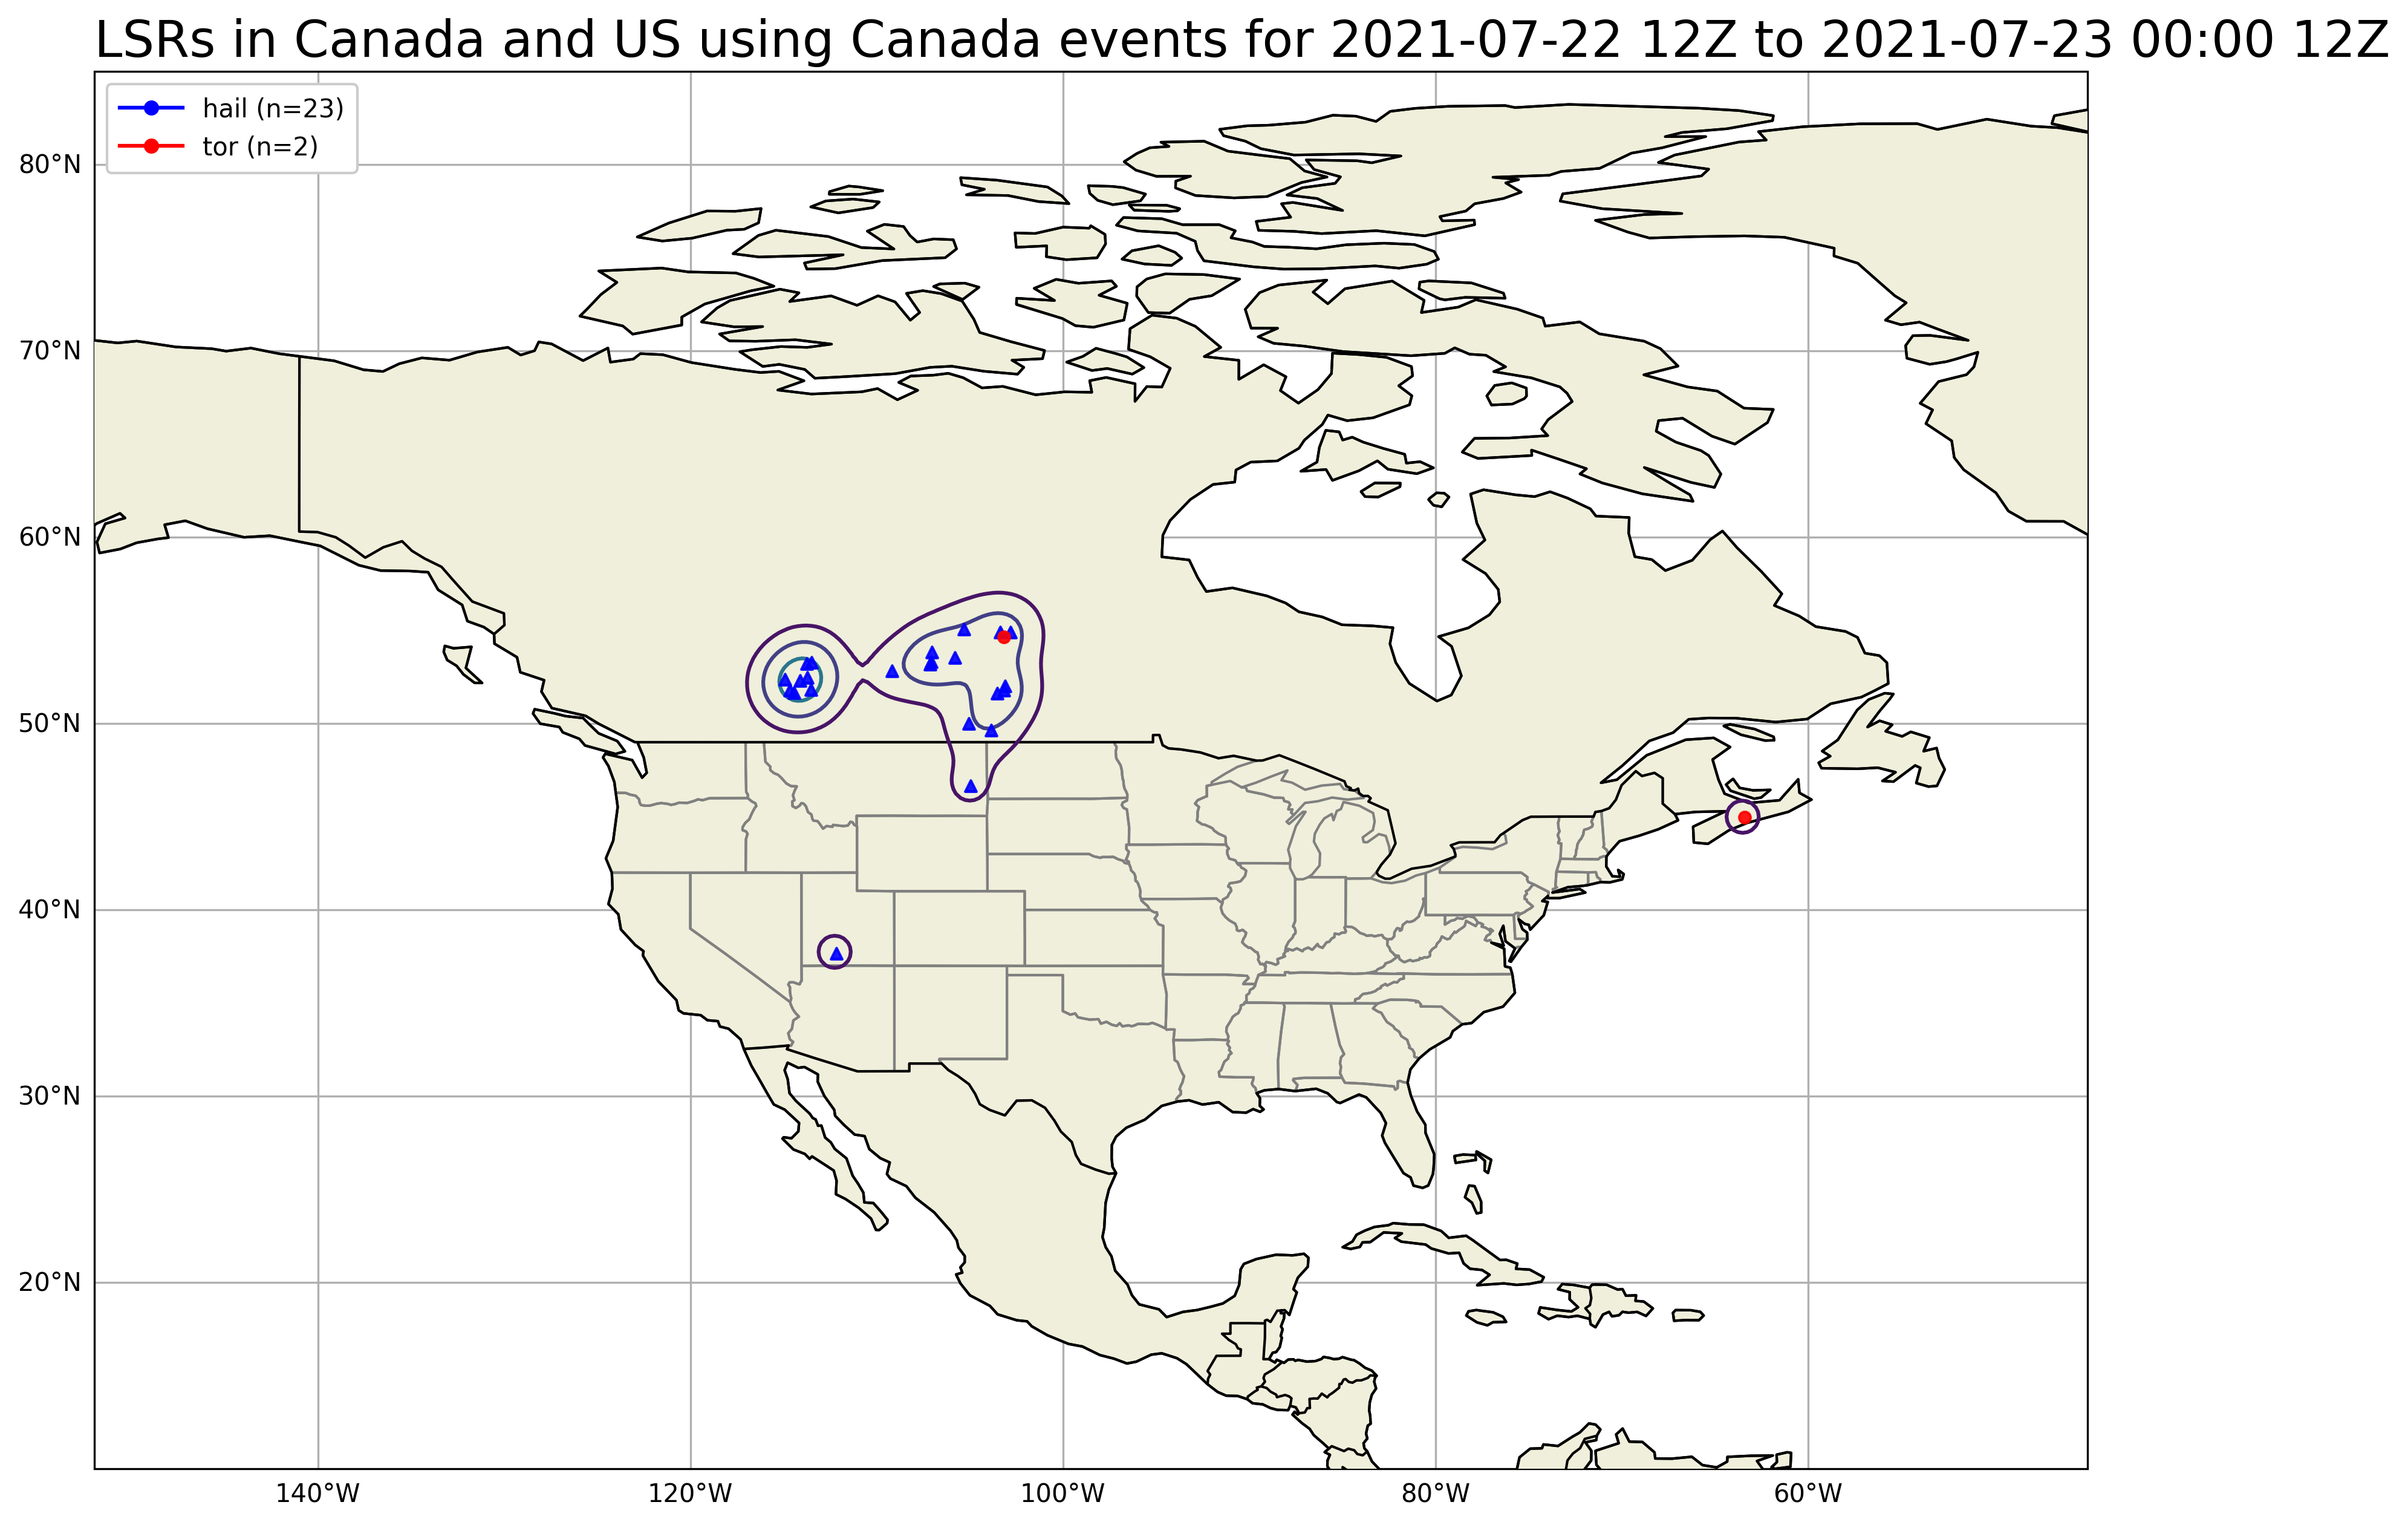 LSRs in Canada and US using Canada events for 2021-07-22 12Z to 2021-07-23 00:00 12Z
hail (n=23)
tor (n=2)
80°N
70°N
60°N
50°N
40°N
30°N
20°N
140°W
120°W
100°W
80°W
60°W